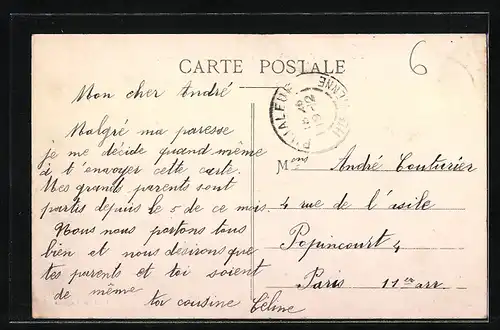 CARTE POSTALE
6
Mon cher André
Malgré ma paresse
je me décide quand même
à t'envoyer cette carte.
Mes grands parents sont
partis depuis le 5 de ce mois.
Nous nous portons tous
bien et nous désirons que
tes parents et toi soient
de même
ta cousine Céline
M André Couturier
4 rue de l'asile
Popincourt 4
Paris 11e arr